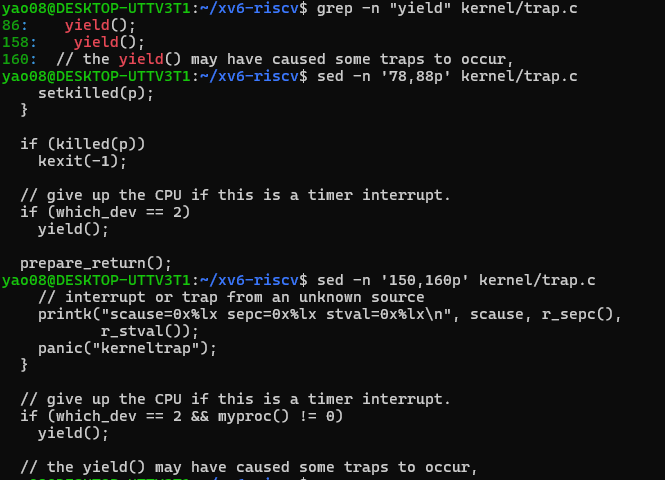 yao08@DESKTOP-UTTV3T1:~/xv6-riscv$ grep -n "yield" kernel/trap.c
86:    yield();
158:     yield();
160:  // the yield() may have caused some traps to occur,
yao08@DESKTOP-UTTV3T1:~/xv6-riscv$ sed -n '78,88p' kernel/trap.c
    setkilled(p);
  }

  if (killed(p))
    kexit(-1);

  // give up the CPU if this is a timer interrupt.
  if (which_dev == 2)
    yield();

  prepare_return();
yao08@DESKTOP-UTTV3T1:~/xv6-riscv$ sed -n '150,160p' kernel/trap.c
    // interrupt or trap from an unknown source
    printk("scause=0x%lx sepc=0x%lx stval=0x%lx\n", scause, r_sepc(),
           r_stval());
    panic("kerneltrap");
  }

  // give up the CPU if this is a timer interrupt.
  if (which_dev == 2 && myproc() != 0)
    yield();

  // the yield() may have caused some traps to occur,